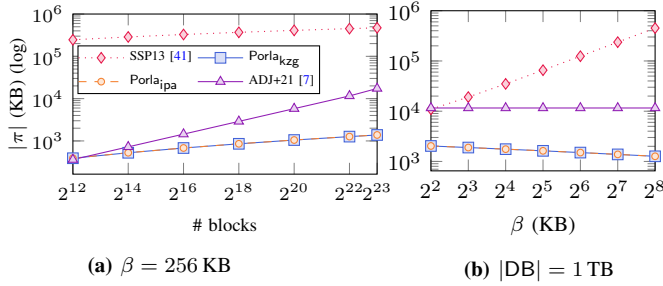 |π| (KB) (log)
10^6
10^5
10^4
10^3
SSP13 [41]
Porla_kzg
Porla_ipa
ADJ+21 [7]
2^12 2^14 2^16 2^18 2^20 2^22 2^23
# blocks
(a) β = 256 KB
10^6
10^5
10^4
10^3
2^2 2^3 2^4 2^5 2^6 2^7 2^8
β (KB)
(b) |DB| = 1 TB